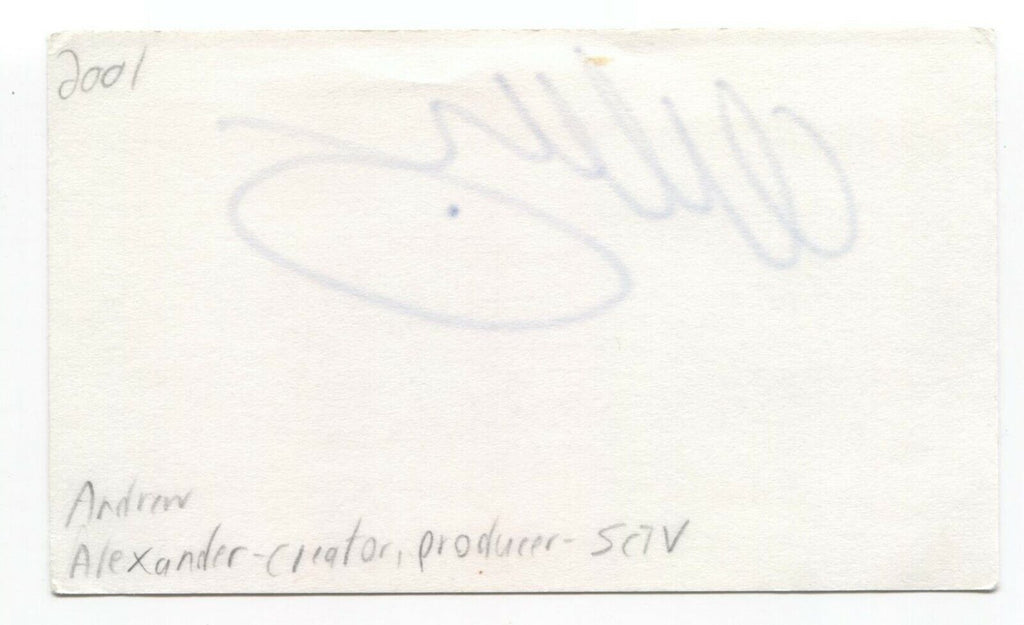 2001
Andrew
Alexander-creator, producer- SCTV